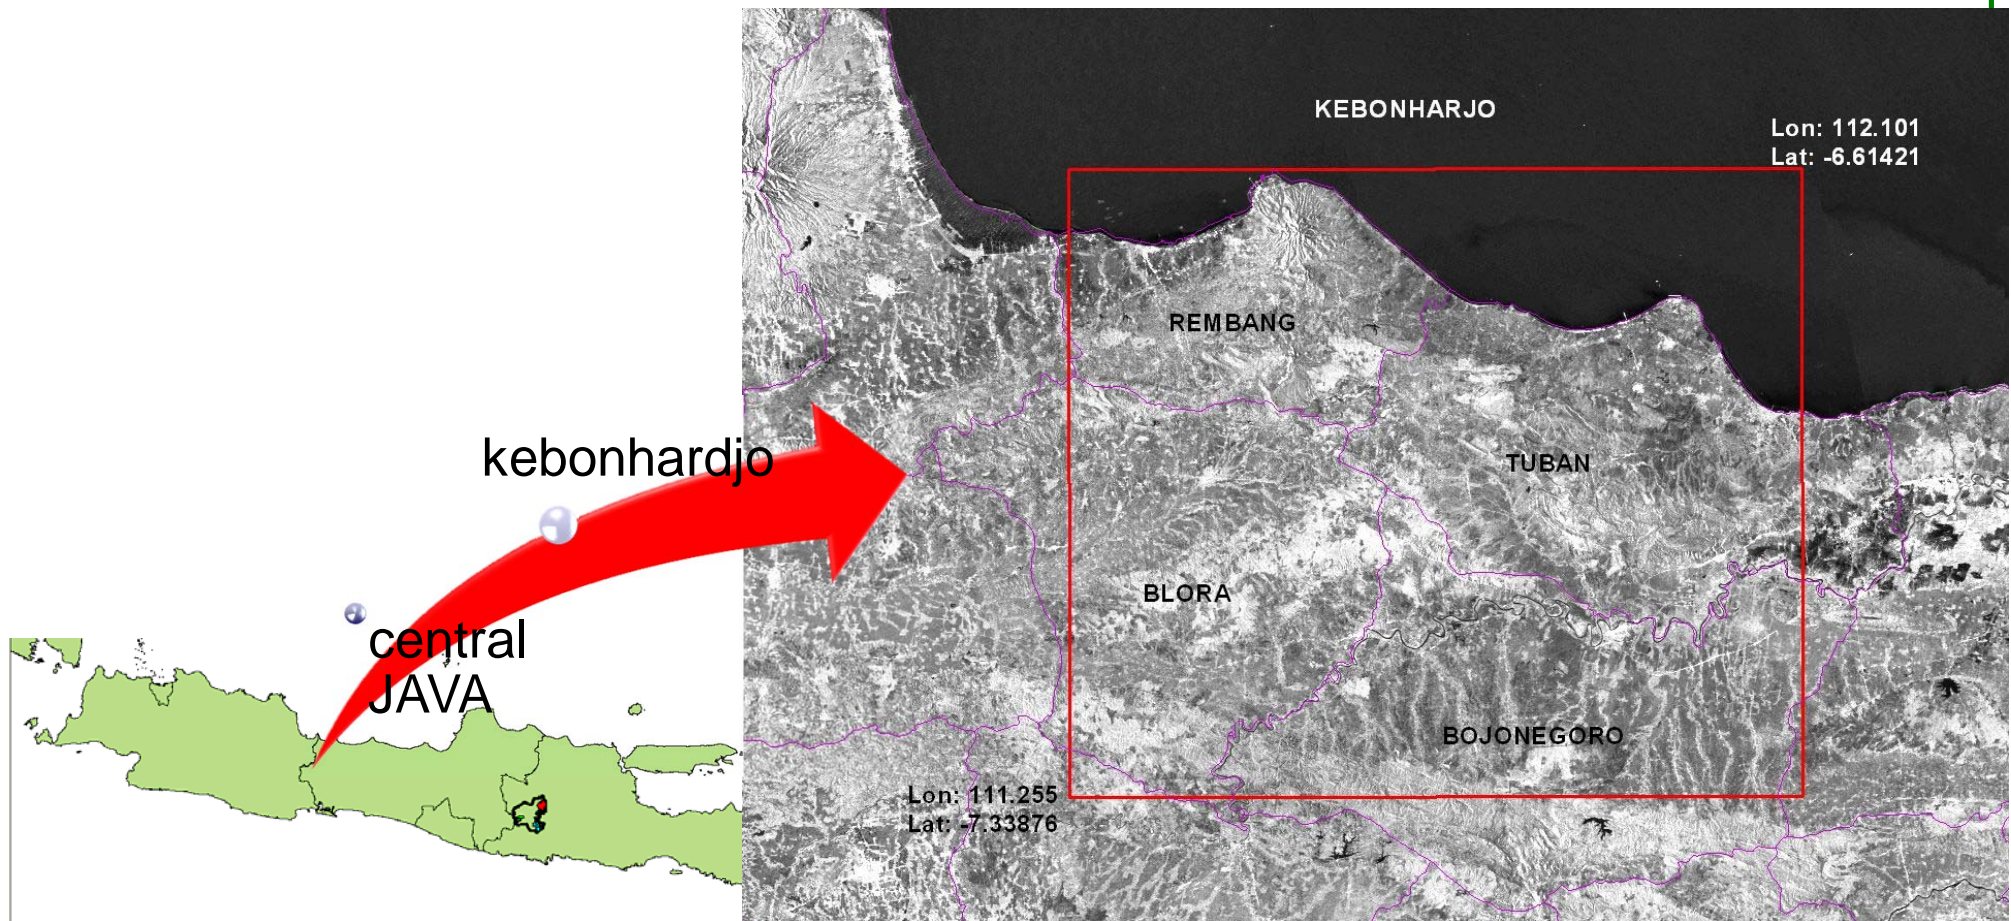 KEBONHARJO
Lon: 112.101
Lat: -6.61421
REMBANG
kebonhardjo
TUBAN
BLORA
central
JAVA
BOJONEGORO
Lon: 111.255
Lat: -7.33876